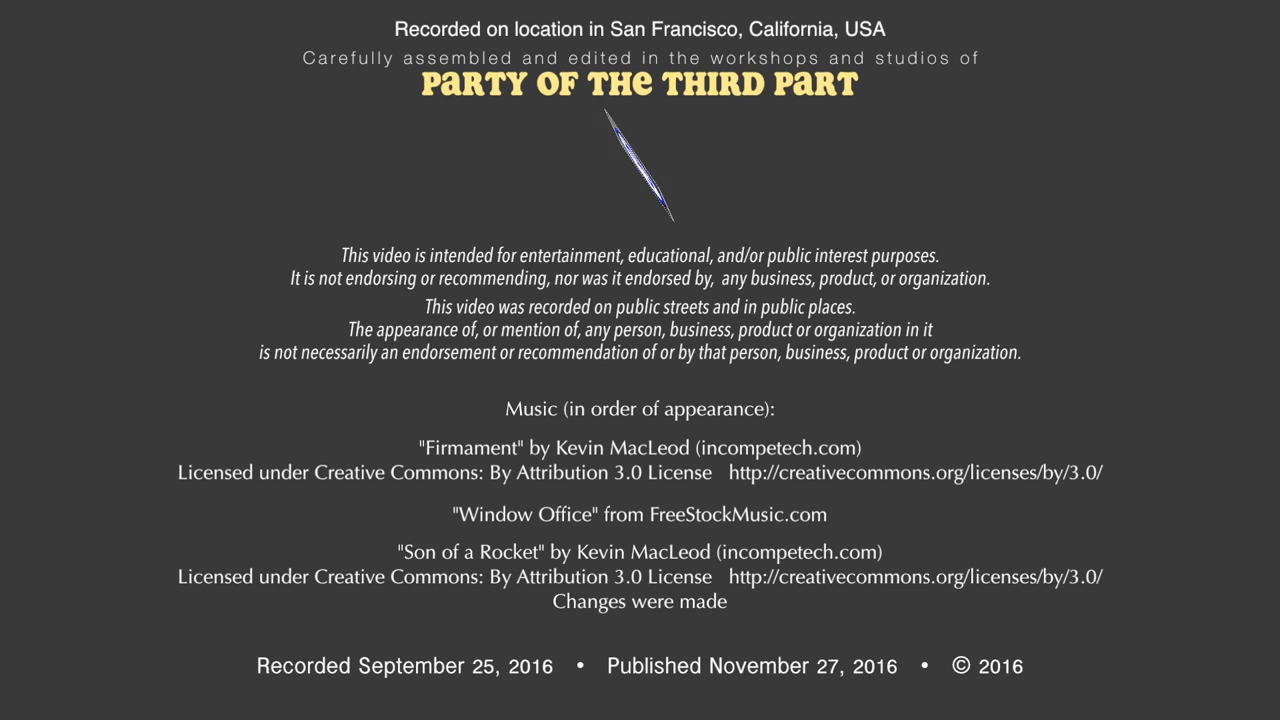 Recorded on location in San Francisco, California, USA
Carefully assembled and edited in the workshops and studios of
PaRTY OF THe THIRD PaRT
This video is intended for entertainment, educational, and/or public interest purposes.
It is not endorsing or recommending, nor was it endorsed by, any business, product, or organization.
This video was recorded on public streets and in public places.
The appearance of, or mention of, any person, business, product or organization in it
is not necessarily an endorsement or recommendation of or by that person, business, product or organization.
Music (in order of appearance):
"Firmament" by Kevin MacLeod (incompetech.com)
Licensed under Creative Commons: By Attribution 3.0 License http://creativecommons.org/licenses/by/3.0/
"Window Office" from FreeStockMusic.com
"Son of a Rocket" by Kevin MacLeod (incompetech.com)
Licensed under Creative Commons: By Attribution 3.0 License http://creativecommons.org/licenses/by/3.0/
Changes were made
Recorded September 25, 2016 • Published November 27, 2016 • © 2016